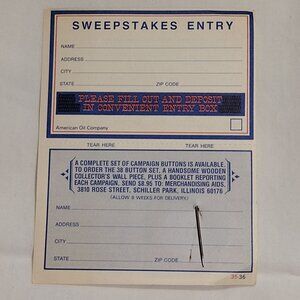 SWEEPSTAKES ENTRY
NAME
ADDRESS
CITY
STATE ZIP CODE
PLEASE FILL OUT AND DEPOSIT
IN CONVENIENT ENTRY BOX
American Oil Company
TEAR HERE TEAR HERE
A COMPLETE SET OF CAMPAIGN BUTTONS IS AVAILABLE.
TO ORDER THE 38 BUTTON SET, A HANDSOME WOODEN
COLLECTOR'S WALL PIECE, PLUS A BOOKLET REPORTING
EACH CAMPAIGN. SEND $8.95 TO: MERCHANDISING AIDS,
3810 ROSE STREET, SCHILLER PARK, ILLINOIS 60176
(ALLOW 8 WEEKS FOR DELIVERY)
NAME
ADDRESS
CITY
STATE ZIP CODE
35-36